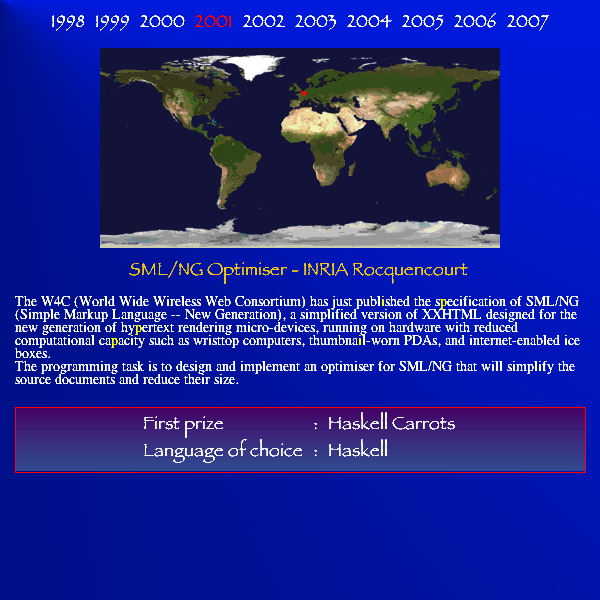 1998 1999 2000 2001 2002 2003 2004 2005 2006 2007
SML/NG Optimiser - INRIA Rocquencourt
The W4C (World Wide Wireless Web Consortium) has just published the specification of SML/NG
(Simple Markup Language -- New Generation), a simplified version of XXHTML designed for the
new generation of hypertext rendering micro-devices, running on hardware with reduced
computational capacity such as wristtop computers, thumbnail-worn PDAs, and internet-enabled ice
boxes.
The programming task is to design and implement an optimiser for SML/NG that will simplify the
source documents and reduce their size.
First prize : Haskell Carrots
Language of choice : Haskell